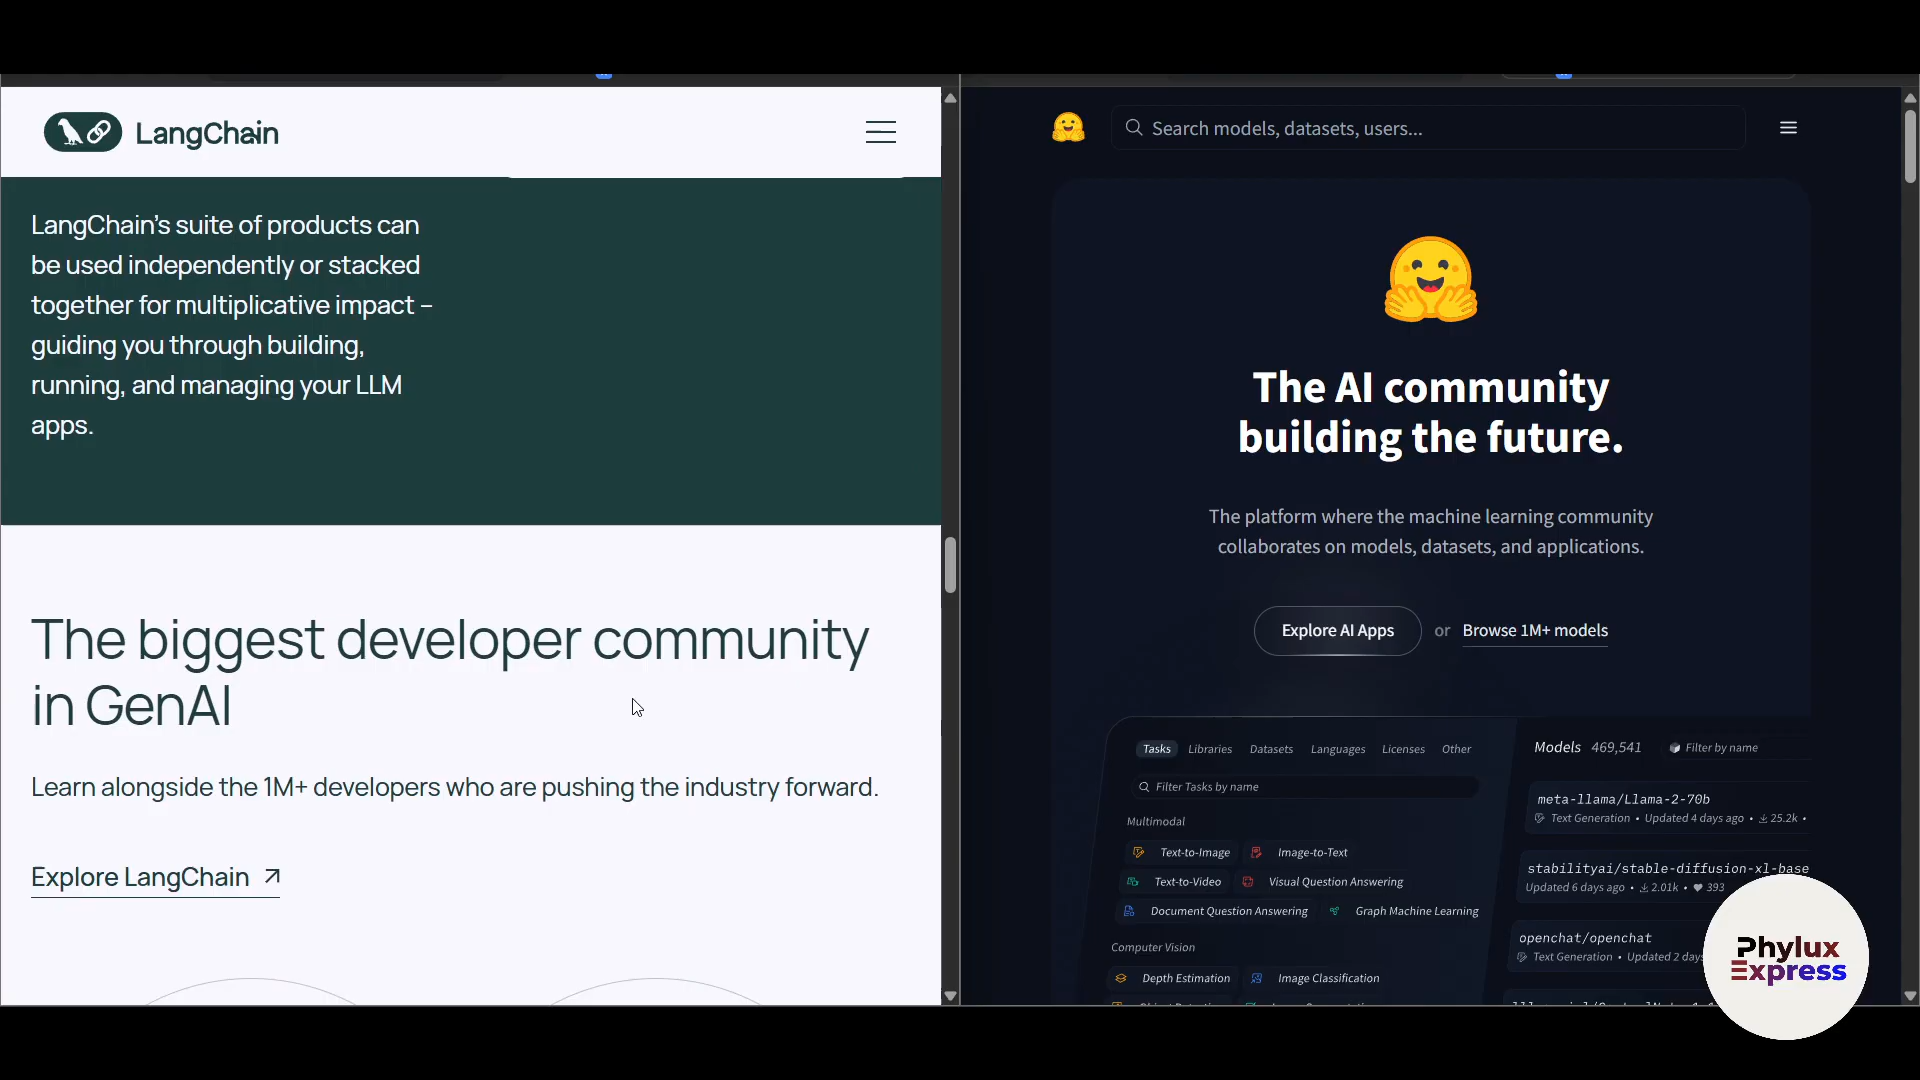 LangChain
LangChain's suite of products can
be used independently or stacked
together for multiplicative impact –
guiding you through building,
running, and managing your LLM
apps.
The biggest developer community
in GenAI
Learn alongside the 1M+ developers who are pushing the industry forward.
Explore LangChain
Search models, datasets, users...
The AI community
building the future.
The platform where the machine learning community
collaborates on models, datasets, and applications.
Explore AI Apps or Browse 1M+ models
Tasks Libraries Datasets Languages Licenses Other
Filter Tasks by name
Multimodal
Text-to-Image Image-to-Text
Text-to-Video Visual Question Answering
Document Question Answering Graph Machine Learning
Computer Vision
Depth Estimation Image Classification
Models 469,541 Filter by name
meta-llama/Llama-2-70b
Text Generation • Updated 4 days ago • 25.2k •
stabilityai/stable-diffusion-xl-base
Updated 6 days ago • 2.01k • 393
openchat/openchat
Text Generation • Updated 2 days
Phylux
Express